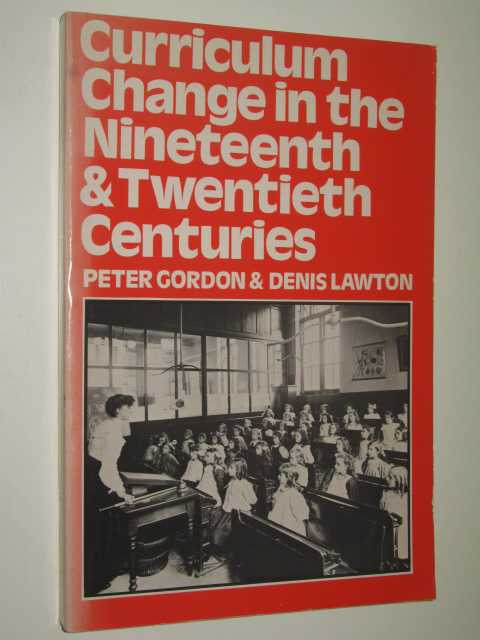 Curriculum
Change in the
Nineteenth
& Twentieth
Centuries
PETER GORDON & DENIS LAWTON